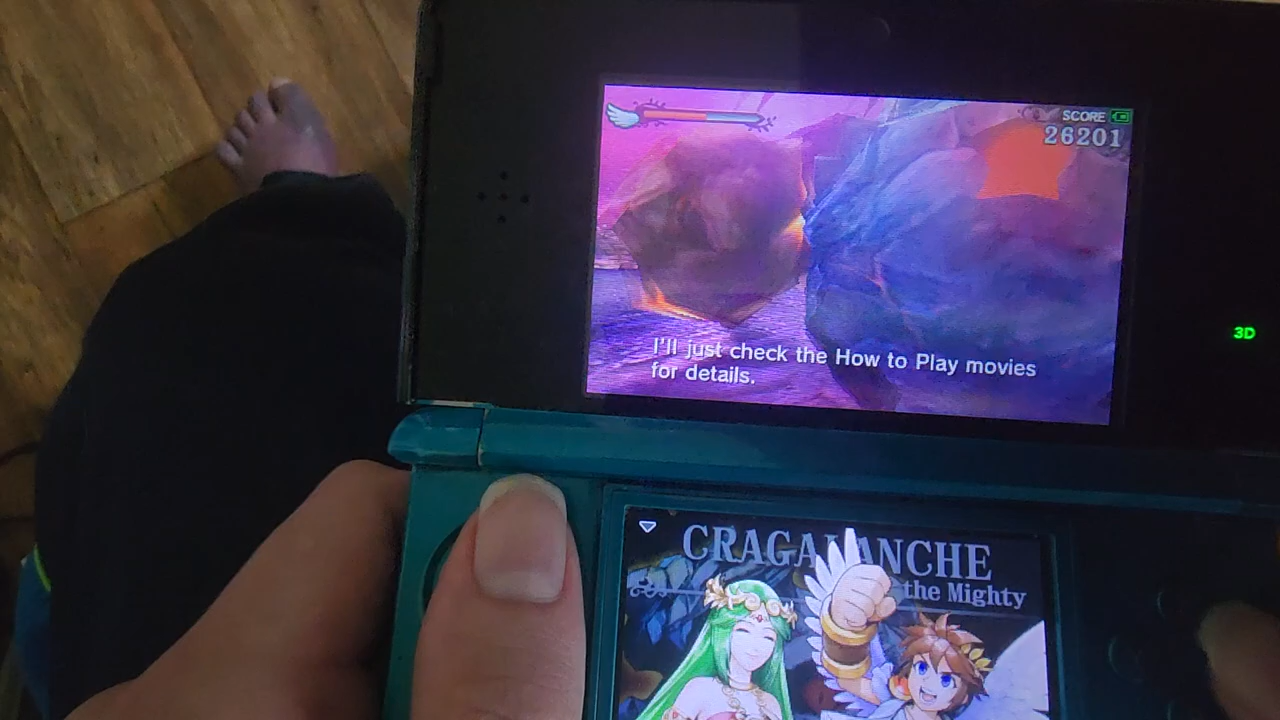 SCORE
26201
I'll just check the How to Play movies
for details.
3D
CRAGALANCHE
the Mighty